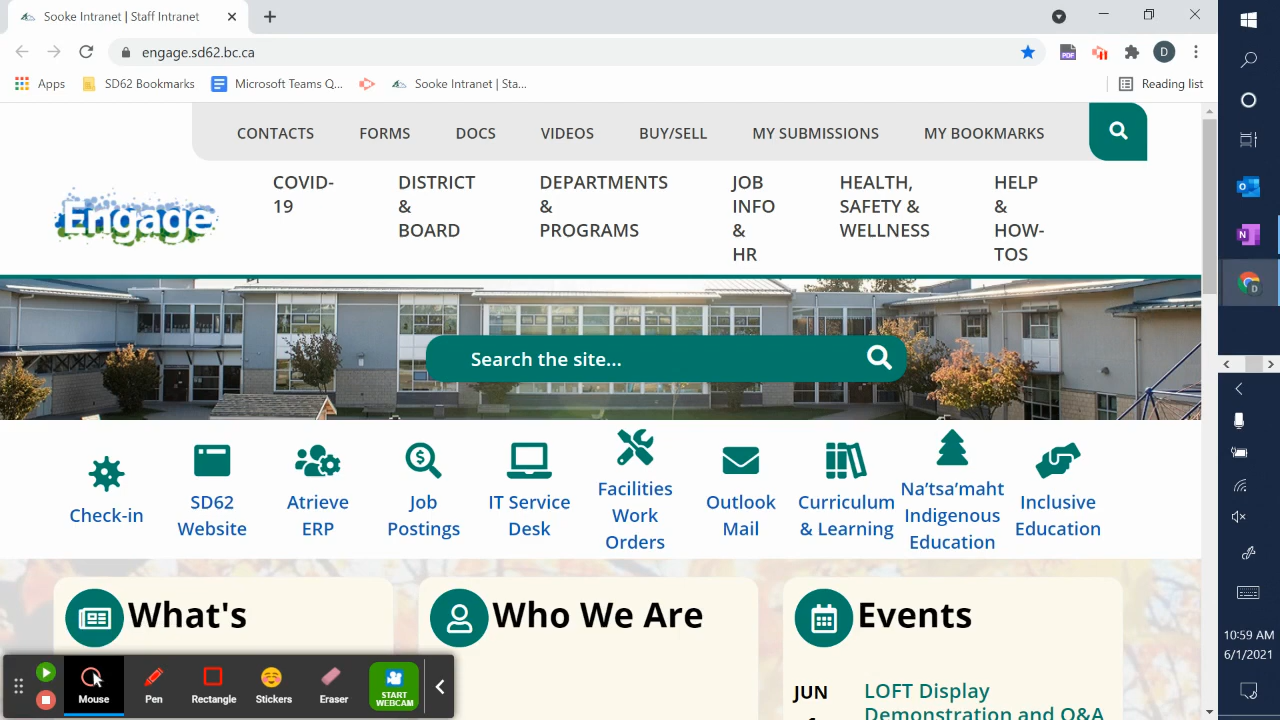 Sooke Intranet | Staff Intranet
engage.sd62.bc.ca
PDF
D
Apps
SD62 Bookmarks
Microsoft Teams Q...
Sooke Intranet | Sta...
Reading list
CONTACTS FORMS DOCS VIDEOS BUY/SELL MY SUBMISSIONS MY BOOKMARKS
Engage
COVID-
19
DISTRICT
&
BOARD
DEPARTMENTS
&
PROGRAMS
JOB
INFO
&
HR
HEALTH,
SAFETY &
WELLNESS
HELP
&
HOW-
TOS
Search the site...
Check-in
SD62
Website
Atrieve
ERP
Job
Postings
IT Service
Desk
Facilities
Work
Orders
Outlook
Mail
Curriculum
& Learning
Na’tsa’maht
Indigenous
Education
Inclusive
Education
What's
Who We Are
Events
JUN
LOFT Display
Demonstration and Q&A
Mouse
Pen
Rectangle
Stickers
Eraser
START
WEBCAM
10:59 AM
6/1/2021